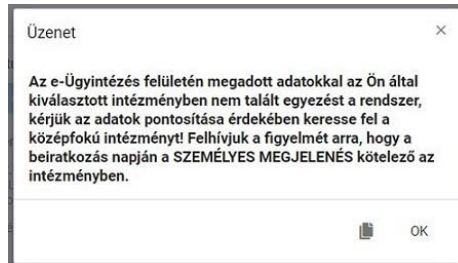 Üzenet
Az e-Ügyintézés felületén megadott adatokkal az Ön által
kiválasztott intézményben nem talált egyezést a rendszer,
kérjük az adatok pontosítása érdekében keresse fel a
középfokú intézményt! Felhívjuk a figyelmét arra, hogy a
beiratkozás napján a SZEMÉLYES MEGJELENÉS kötelező az
intézményben.
OK